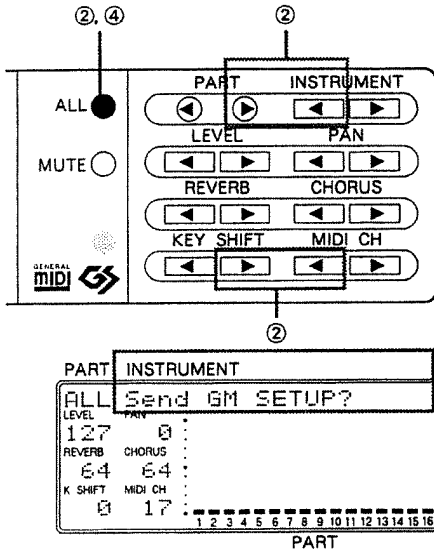 ②, ④ ②
PART INSTRUMENT
ALL
LEVEL PAN
MUTE
REVERB CHORUS
KEY SHIFT MIDI CH
GENERAL MIDI GS
②
PART INSTRUMENT
ALL Send GM SETUP?
LEVEL PAN
127 0
REVERB CHORUS
64 64
K SHIFT MIDI CH
0 17
1 2 3 4 5 6 7 8 9 10 11 12 13 14 15 16
PART